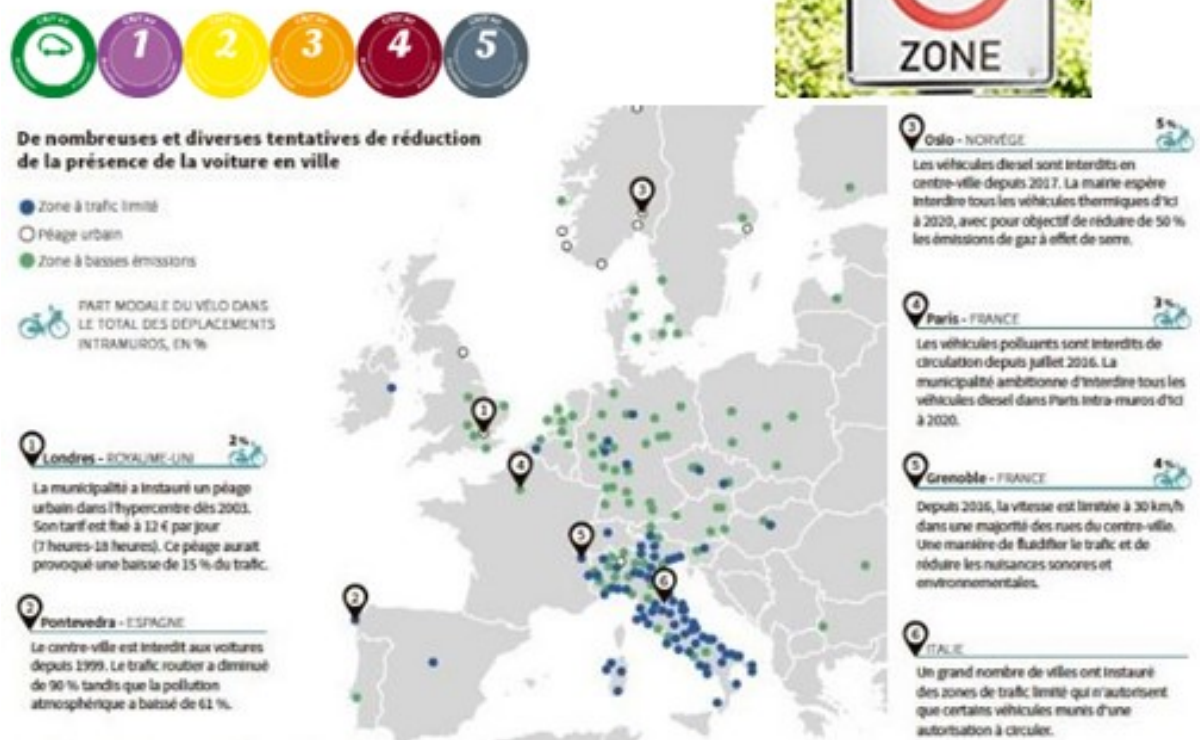 1 2 3 4 5
ZONE
De nombreuses et diverses tentatives de réduction
de la présence de la voiture en ville
Zone à trafic limité
Péage urbain
Zone à basses émissions
PART MODALE DU VÉLO DANS
LE TOTAL DES DÉPLACEMENTS
INTRAMUROS, EN %
1
Londres - ROYAUME-UNI
2%
La municipalité a instauré un péage
urbain dans l'hypercentre dès 2003.
Son tarif est fixé à 12 € par jour
(7 heures-18 heures). Ce péage aurait
provoqué une baisse de 15 % du trafic.
2
Pontevedra - ESPAGNE
Le centre-ville est interdit aux voitures
depuis 1999. Le trafic routier a diminué
de 90 % tandis que la pollution
atmosphérique a baissé de 61 %.
3
1
4
5
6
2
3
Oslo - NORVÈGE
5%
Les véhicules diesel sont interdits en
centre-ville depuis 2017. La mairie espère
interdire tous les véhicules thermiques d'ici
à 2020, avec pour objectif de réduire de 50 %
les émissions de gaz à effet de serre.
4
Paris - FRANCE
3%
Les véhicules polluants sont interdits de
circulation depuis juillet 2016. La
municipalité ambitionne d'interdire tous les
véhicules diesel dans Paris intra-muros d'ici
à 2020.
5
Grenoble - FRANCE
4%
Depuis 2016, la vitesse est limitée à 30 km/h
dans une majorité des rues du centre-ville.
Une manière de fluidifier le trafic et de
réduire les nuisances sonores et
environnementales.
6
ITALIE
Un grand nombre de villes ont instauré
des zones de trafic limité qui n'autorisent
que certains véhicules munis d'une
autorisation à circuler.